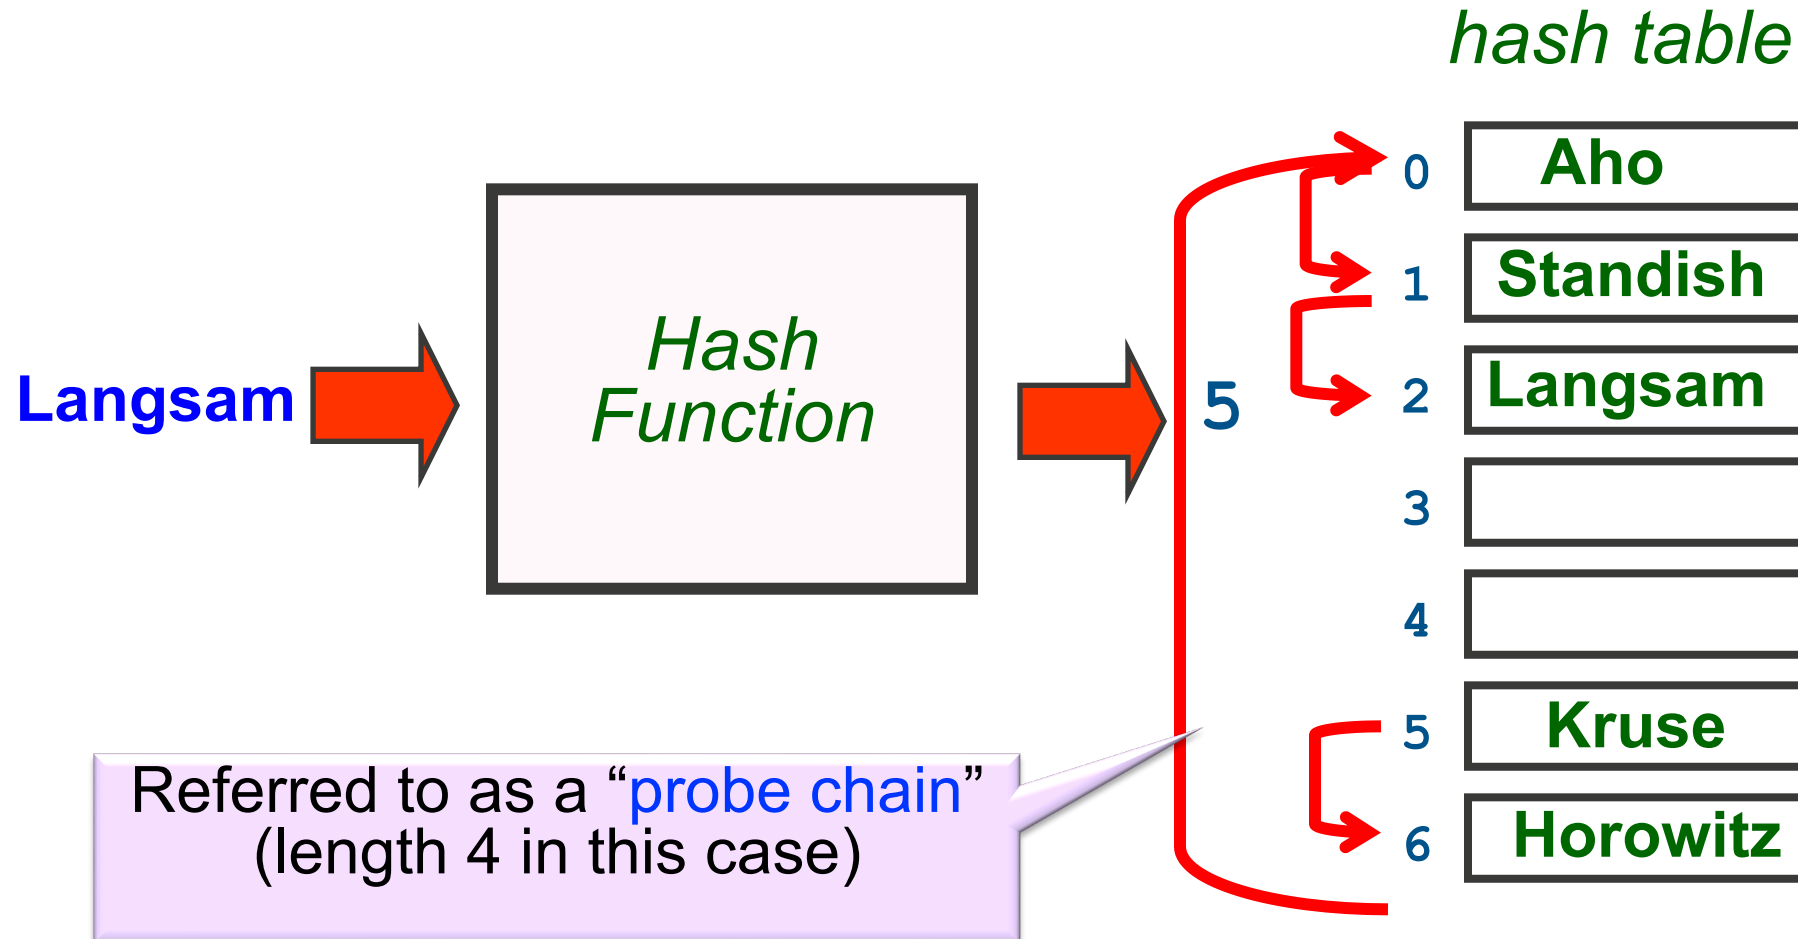 hash table
0 Aho
1 Standish
Hash
Function
Langsam
5
2 Langsam
3
4
5 Kruse
6 Horowitz
Referred to as a “probe chain”
(length 4 in this case)